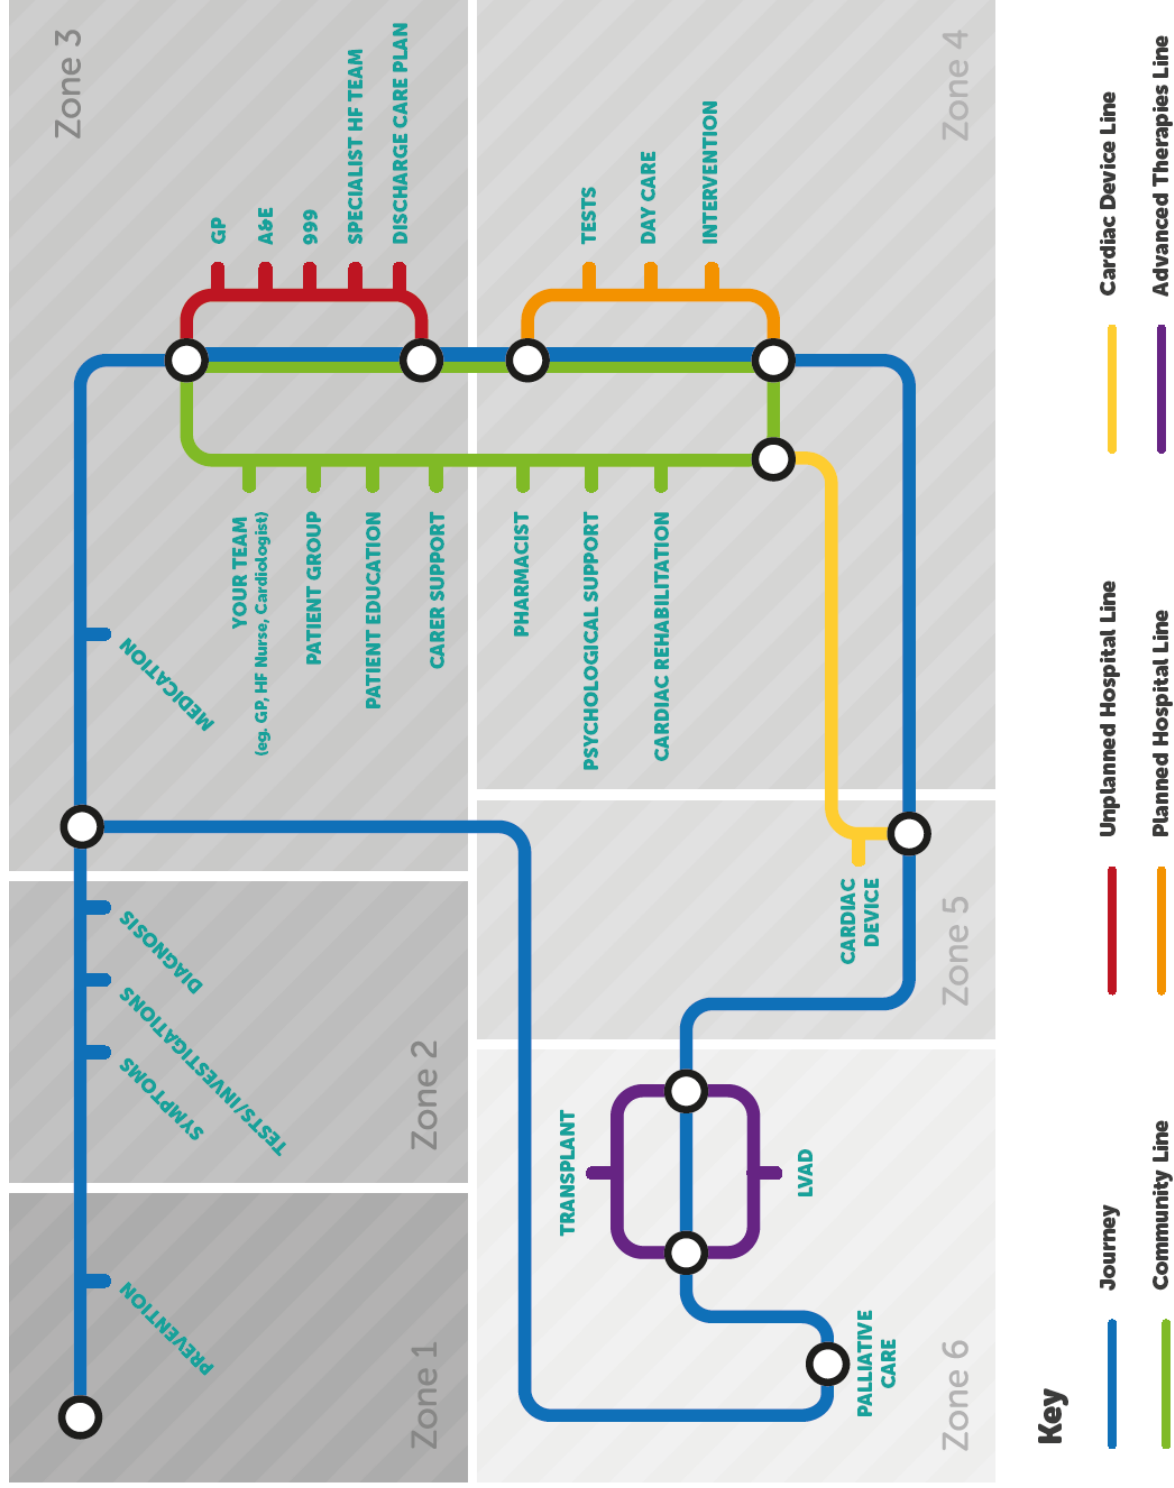 Zone 1
PREVENTION
Zone 2
SYMPTOMS
TESTS/INVESTIGATIONS
DIAGNOSIS
Zone 3
MEDICATION
YOUR TEAM
(eg. GP, HF Nurse, Cardiologist)
PATIENT GROUP
PATIENT EDUCATION
CARER SUPPORT
GP
A&E
999
SPECIALIST HF TEAM
DISCHARGE CARE PLAN
Zone 4
PHARMACIST
PSYCHOLOGICAL SUPPORT
CARDIAC REHABILITATION
TESTS
DAY CARE
INTERVENTION
Zone 5
CARDIAC
DEVICE
Zone 6
TRANSPLANT
LVAD
PALLIATIVE
CARE
Key
Journey
Unplanned Hospital Line
Cardiac Device Line
Community Line
Planned Hospital Line
Advanced Therapies Line